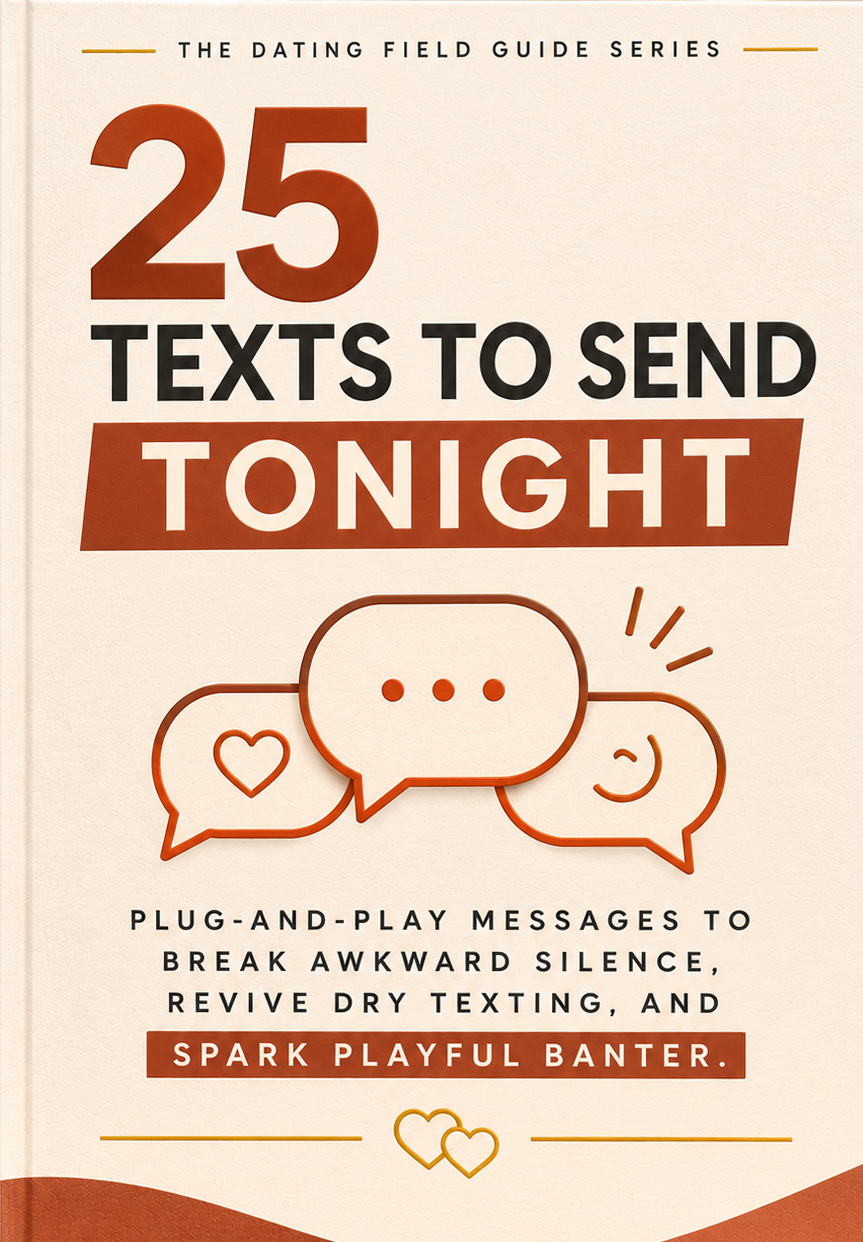 THE DATING FIELD GUIDE SERIES
25
TEXTS TO SEND
TONIGHT
PLUG-AND-PLAY MESSAGES TO
BREAK AWKWARD SILENCE,
REVIVE DRY TEXTING, AND
SPARK PLAYFUL BANTER.